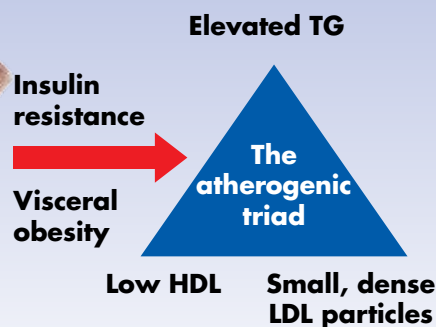 Elevated TG
Insulin
resistance
The
atherogenic
triad
Visceral
obesity
Low HDL
Small, dense
LDL particles